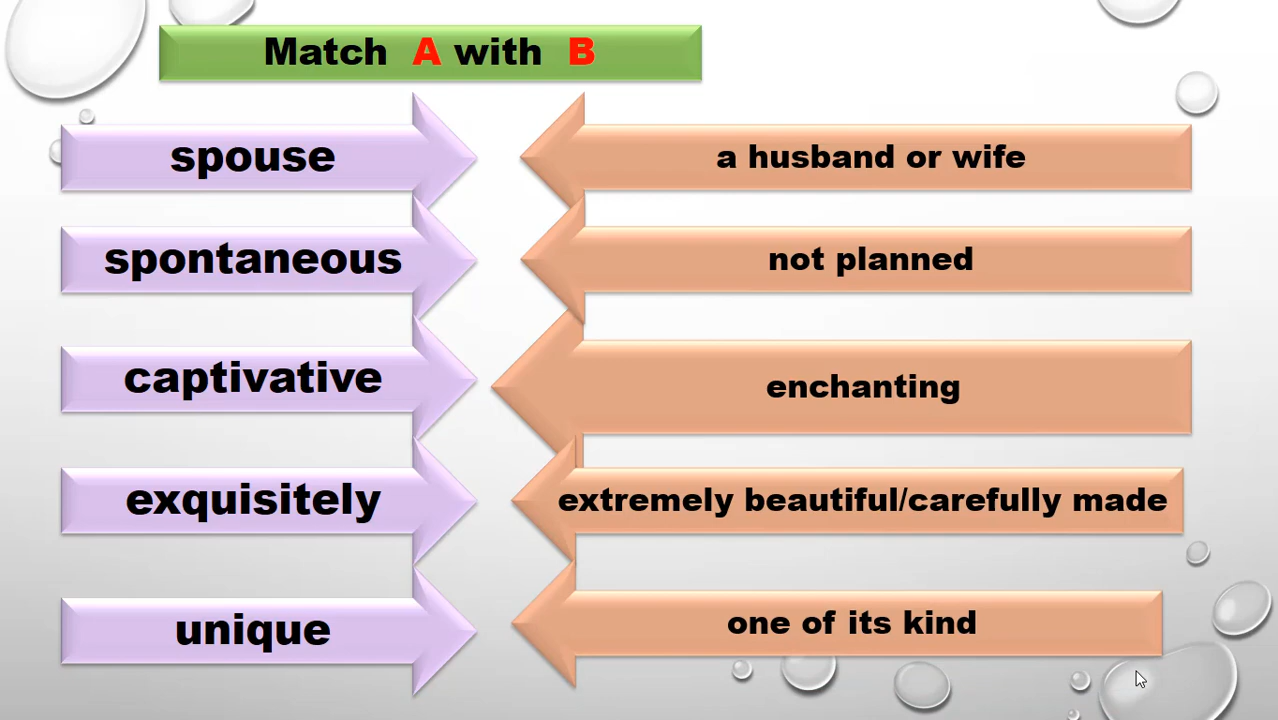 Match A with B
spouse
a husband or wife
spontaneous
not planned
captivative
enchanting
exquisitely
extremely beautiful/carefully made
unique
one of its kind